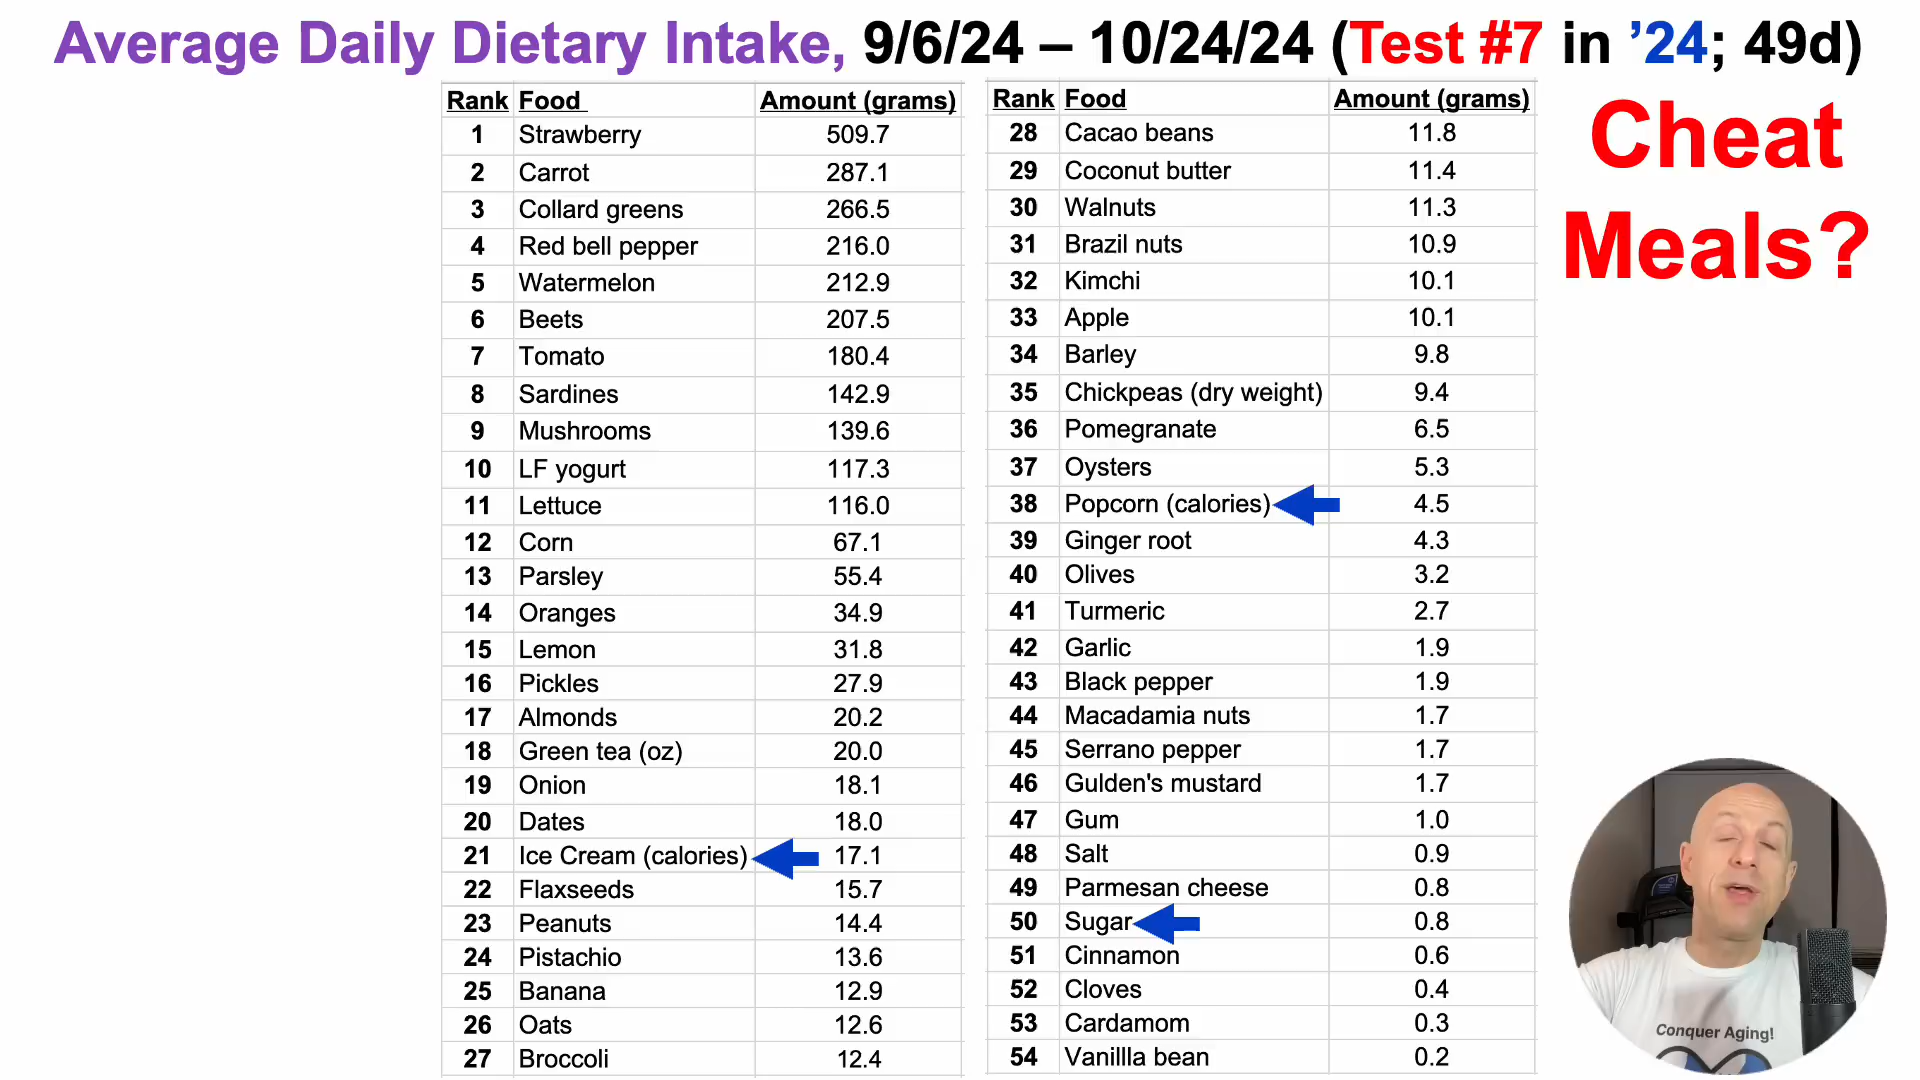 Average Daily Dietary Intake, 9/6/24 – 10/24/24 (Test #7 in ’24; 49d)
Rank Food Amount (grams)
1 Strawberry 509.7
2 Carrot 287.1
3 Collard greens 266.5
4 Red bell pepper 216.0
5 Watermelon 212.9
6 Beets 207.5
7 Tomato 180.4
8 Sardines 142.9
9 Mushrooms 139.6
10 LF yogurt 117.3
11 Lettuce 116.0
12 Corn 67.1
13 Parsley 55.4
14 Oranges 34.9
15 Lemon 31.8
16 Pickles 27.9
17 Almonds 20.2
18 Green tea (oz) 20.0
19 Onion 18.1
20 Dates 18.0
21 Ice Cream (calories) 17.1
22 Flaxseeds 15.7
23 Peanuts 14.4
24 Pistachio 13.6
25 Banana 12.9
26 Oats 12.6
27 Broccoli 12.4
Rank Food Amount (grams)
28 Cacao beans 11.8
29 Coconut butter 11.4
30 Walnuts 11.3
31 Brazil nuts 10.9
32 Kimchi 10.1
33 Apple 10.1
34 Barley 9.8
35 Chickpeas (dry weight) 9.4
36 Pomegranate 6.5
37 Oysters 5.3
38 Popcorn (calories) 4.5
39 Ginger root 4.3
40 Olives 3.2
41 Turmeric 2.7
42 Garlic 1.9
43 Black pepper 1.9
44 Macadamia nuts 1.7
45 Serrano pepper 1.7
46 Gulden's mustard 1.7
47 Gum 1.0
48 Salt 0.9
49 Parmesan cheese 0.8
50 Sugar 0.8
51 Cinnamon 0.6
52 Cloves 0.4
53 Cardamom 0.3
54 Vanillla bean 0.2
Cheat
Meals?
Conquer Aging!